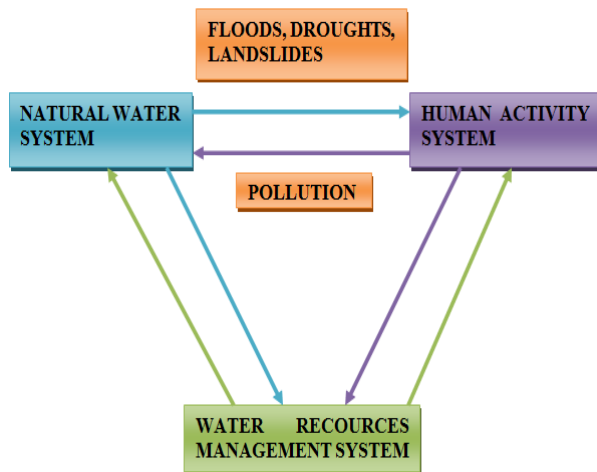 FLOODS, DROUGHTS,
LANDSLIDES
NATURAL WATER
SYSTEM
HUMAN ACTIVITY
SYSTEM
POLLUTION
WATER RECOURCES
MANAGEMENT SYSTEM